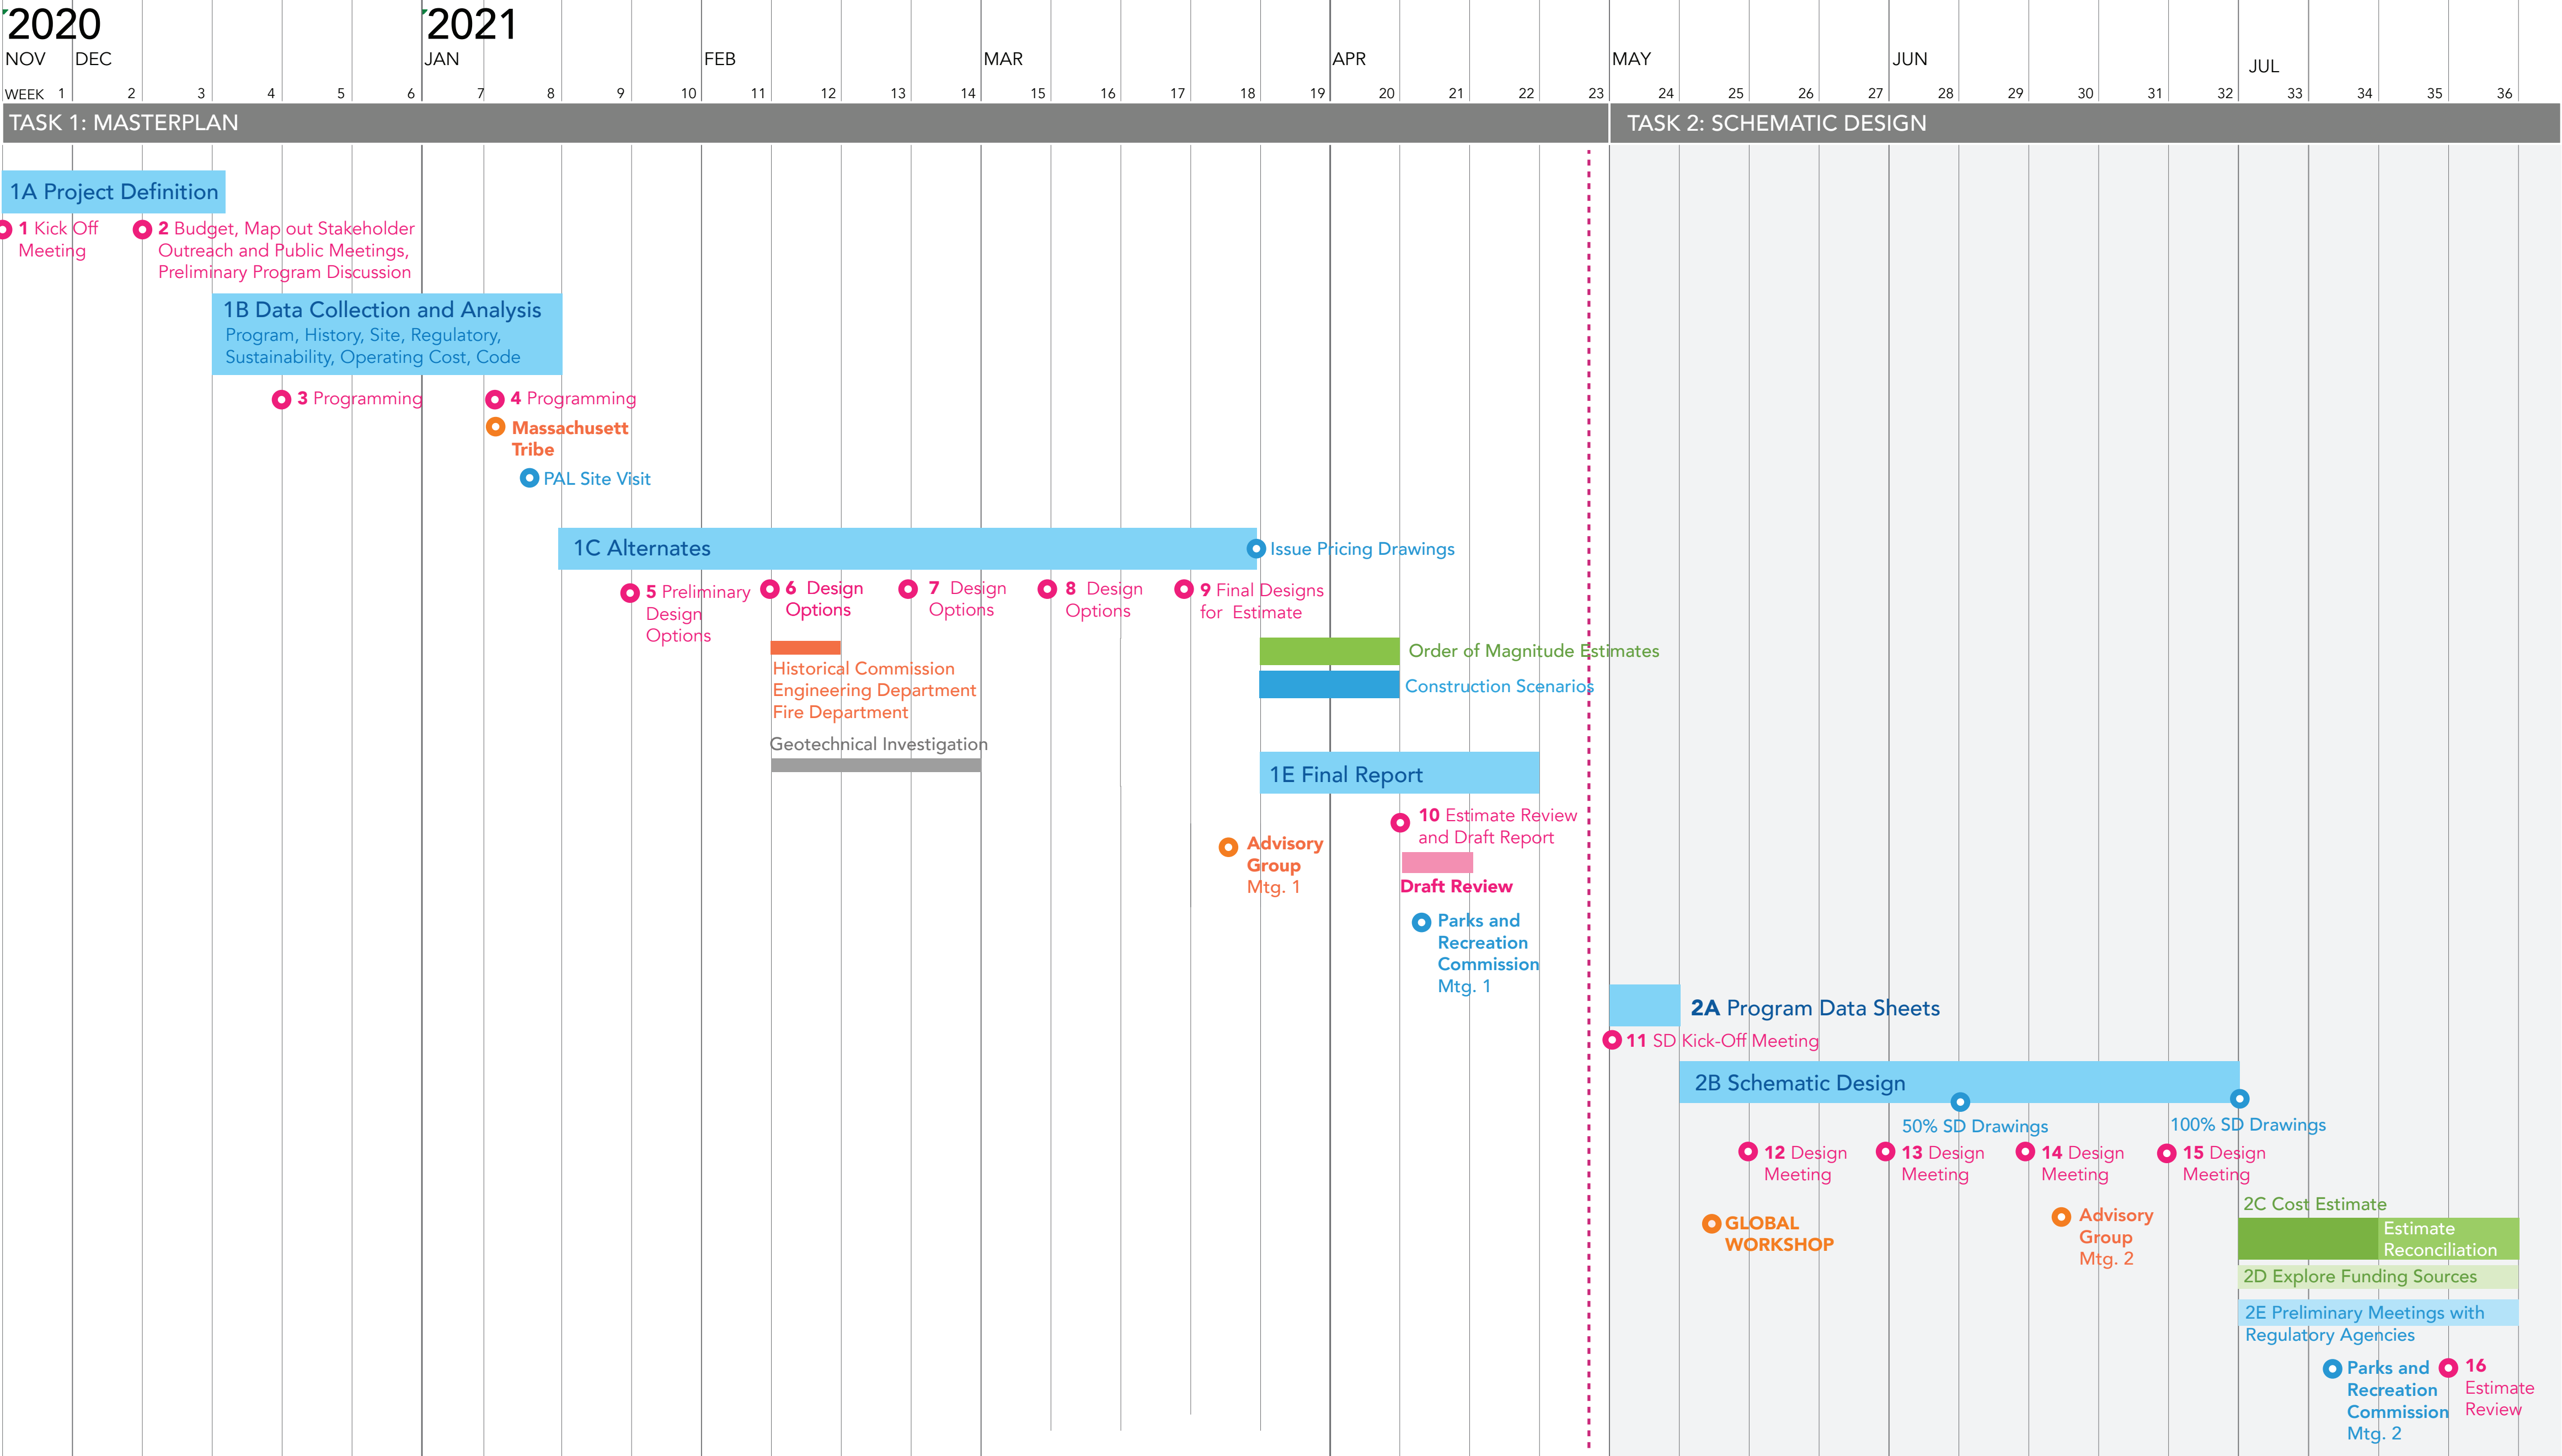 2020
2021
NOV
DEC
JAN
FEB
MAR
APR
MAY
JUN
JUL
WEEK 1 2 3 4 5 6 7 8 9 10 11 12 13 14 15 16 17 18 19 20 21 22 23 24 25 26 27 28 29 30 31 32 33 34 35 36
TASK 1: MASTERPLAN
TASK 2: SCHEMATIC DESIGN
1A Project Definition
1 Kick Off
Meeting
2 Budget, Map out Stakeholder
Outreach and Public Meetings,
Preliminary Program Discussion
1B Data Collection and Analysis
Program, History, Site, Regulatory,
Sustainability, Operating Cost, Code
3 Programming
4 Programming
Massachusett
Tribe
PAL Site Visit
1C Alternates
Issue Pricing Drawings
5 Preliminary
Design
Options
6 Design
Options
7 Design
Options
8 Design
Options
9 Final Designs
for Estimate
Historical Commission
Engineering Department
Fire Department
Geotechnical Investigation
Order of Magnitude Estimates
Construction Scenarios
1E Final Report
10 Estimate Review
and Draft Report
Advisory
Group
Mtg. 1
Draft Review
Parks and
Recreation
Commission
Mtg. 1
2A Program Data Sheets
11 SD Kick-Off Meeting
2B Schematic Design
50% SD Drawings
100% SD Drawings
12 Design
Meeting
13 Design
Meeting
14 Design
Meeting
15 Design
Meeting
GLOBAL
WORKSHOP
Advisory
Group
Mtg. 2
2C Cost Estimate
Estimate
Reconciliation
2D Explore Funding Sources
2E Preliminary Meetings with
Regulatory Agencies
Parks and
Recreation
Commission
Mtg. 2
16
Estimate
Review